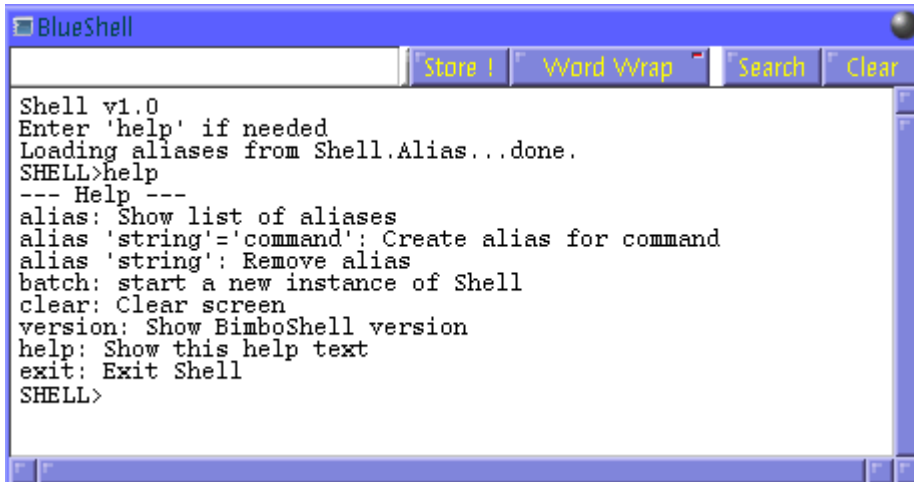 BlueShell
Store ! Word Wrap Search Clear
Shell v1.0
Enter 'help' if needed
Loading aliases from Shell.Alias...done.
SHELL>help
--- Help ---
alias: Show list of aliases
alias 'string'='command': Create alias for command
alias 'string': Remove alias
batch: start a new instance of Shell
clear: Clear screen
version: Show BimboShell version
help: Show this help text
exit: Exit Shell
SHELL>